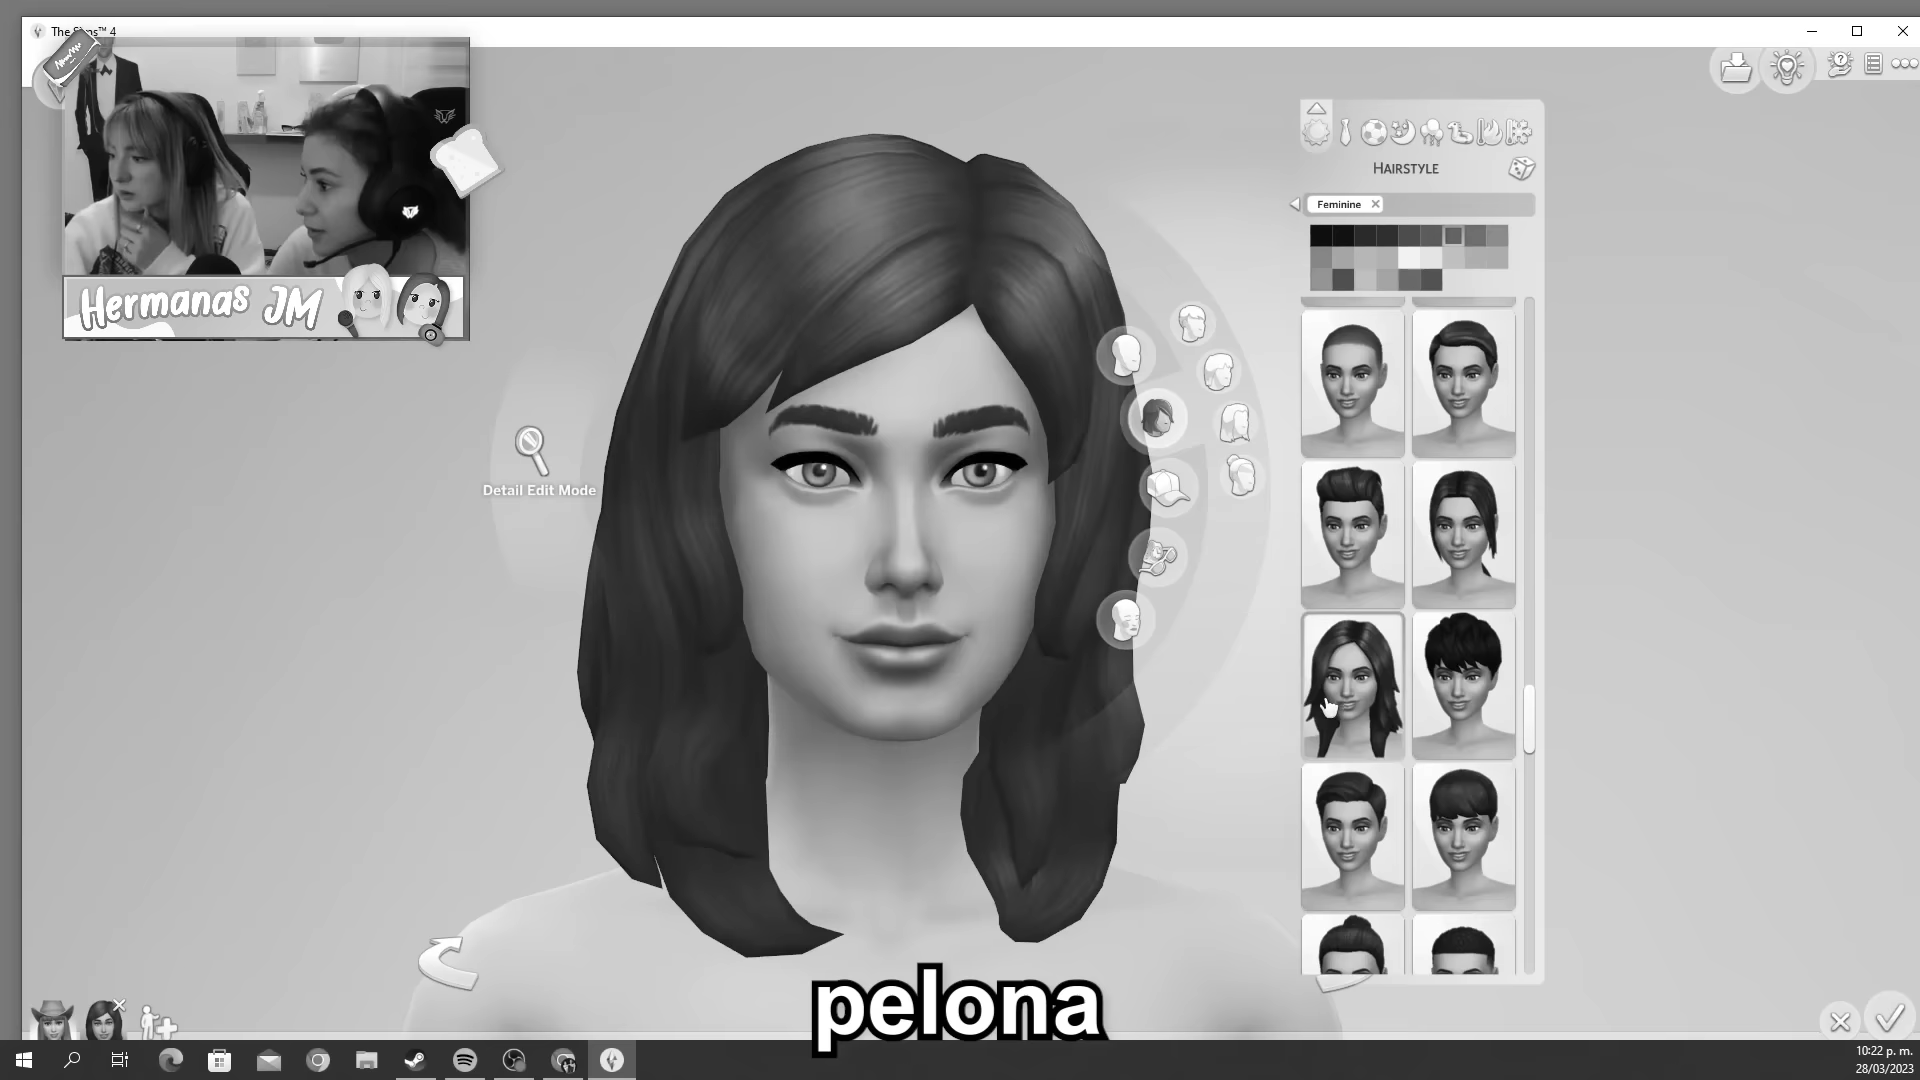 The Sims™ 4
Hermanas JM
HAIRSTYLE
Feminine
Detail Edit Mode
pelona
10:22 p. m.
28/03/2023